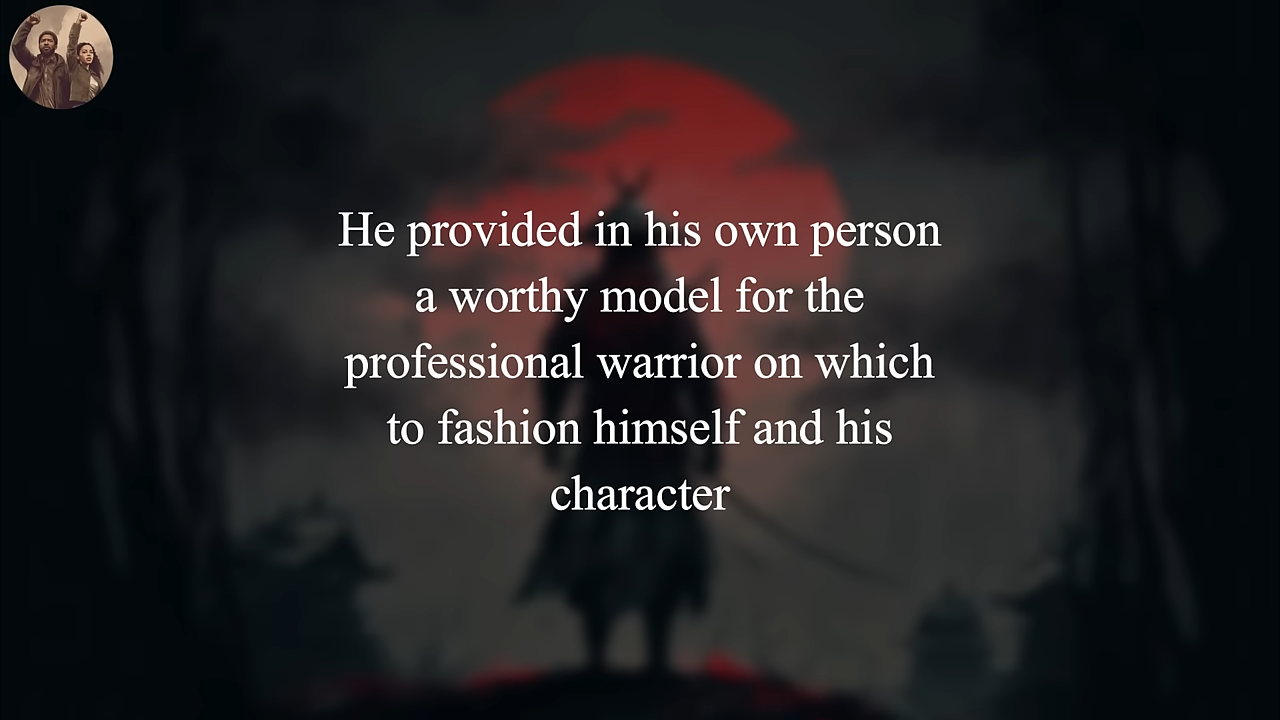 He provided in his own person
a worthy model for the
professional warrior on which
to fashion himself and his
character